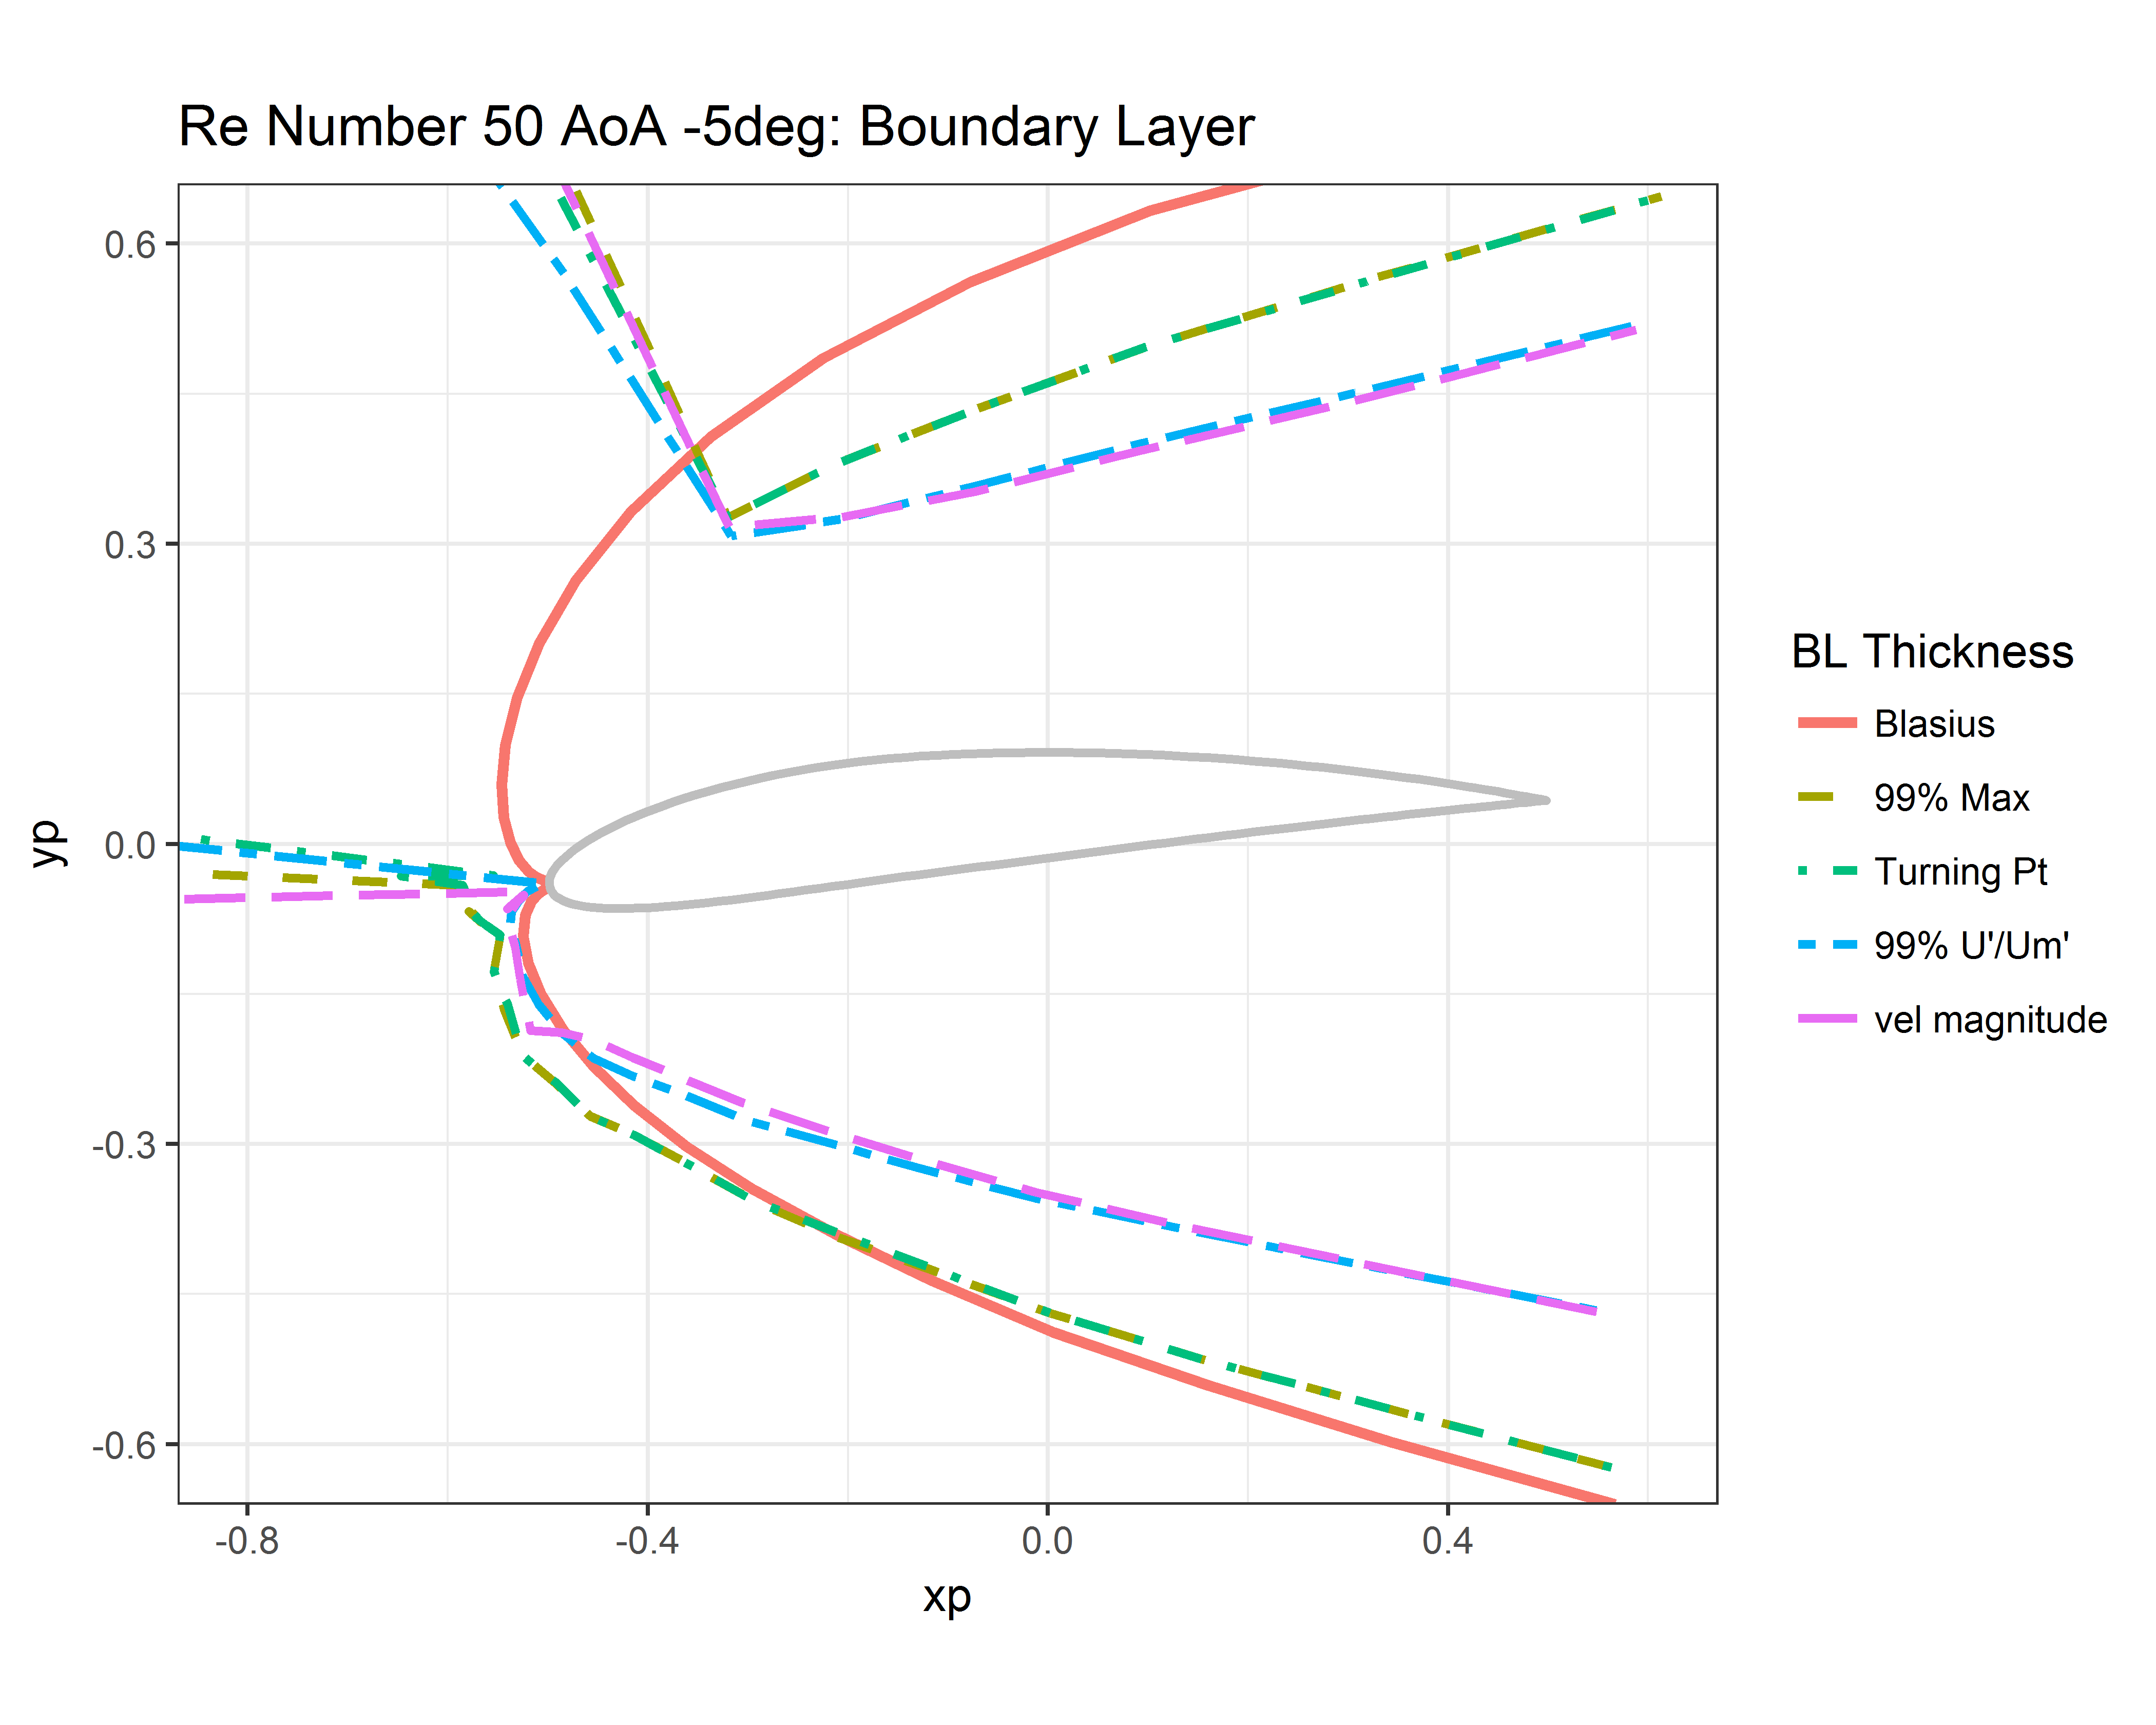 Re Number 50 AoA -5deg: Boundary Layer
yp
0.6
0.3
0.0
-0.3
-0.6
-0.8
-0.4
0.0
0.4
xp
BL Thickness
Blasius
99% Max
Turning Pt
99% U'/Um'
vel magnitude